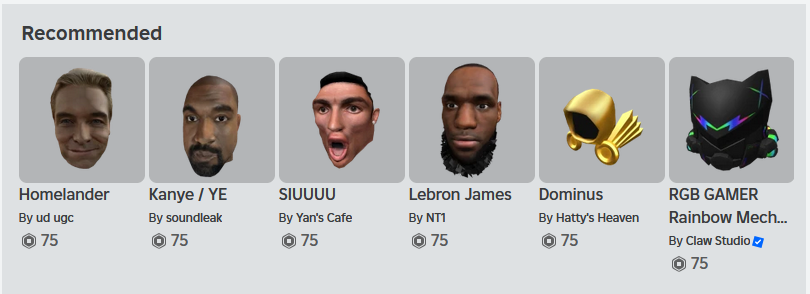 Recommended
Homelander
By ud ugc
75
Kanye / YE
By soundleak
75
SIUUUU
By Yan's Cafe
75
Lebron James
By NT1
75
Dominus
By Hatty's Heaven
75
RGB GAMER
Rainbow Mech...
By Claw Studio
75